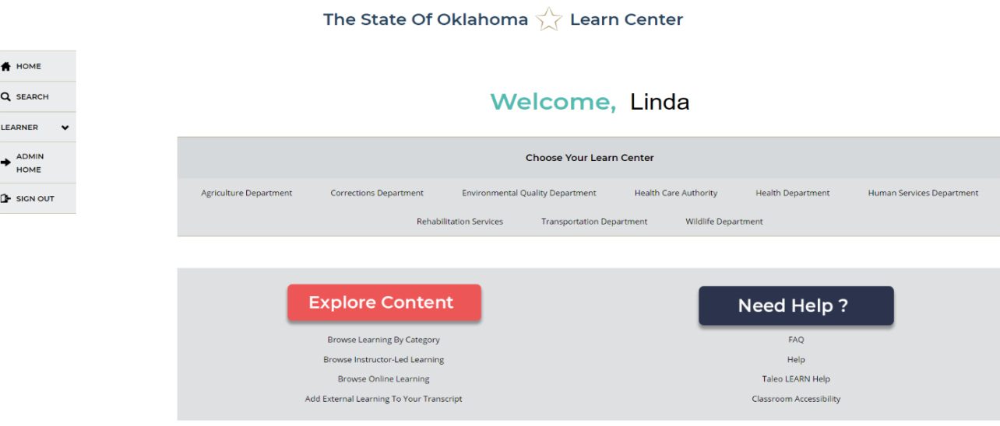 The State Of Oklahoma Learn Center
HOME
SEARCH
LEARNER
ADMIN
HOME
SIGN OUT
Welcome, Linda
Choose Your Learn Center
Agriculture Department Corrections Department Environmental Quality Department Health Care Authority Health Department Human Services Department
Rehabilitation Services Transportation Department Wildlife Department
Explore Content
Browse Learning By Category
Browse Instructor-Led Learning
Browse Online Learning
Add External Learning To Your Transcript
Need Help ?
FAQ
Help
Taleo LEARN Help
Classroom Accessibility